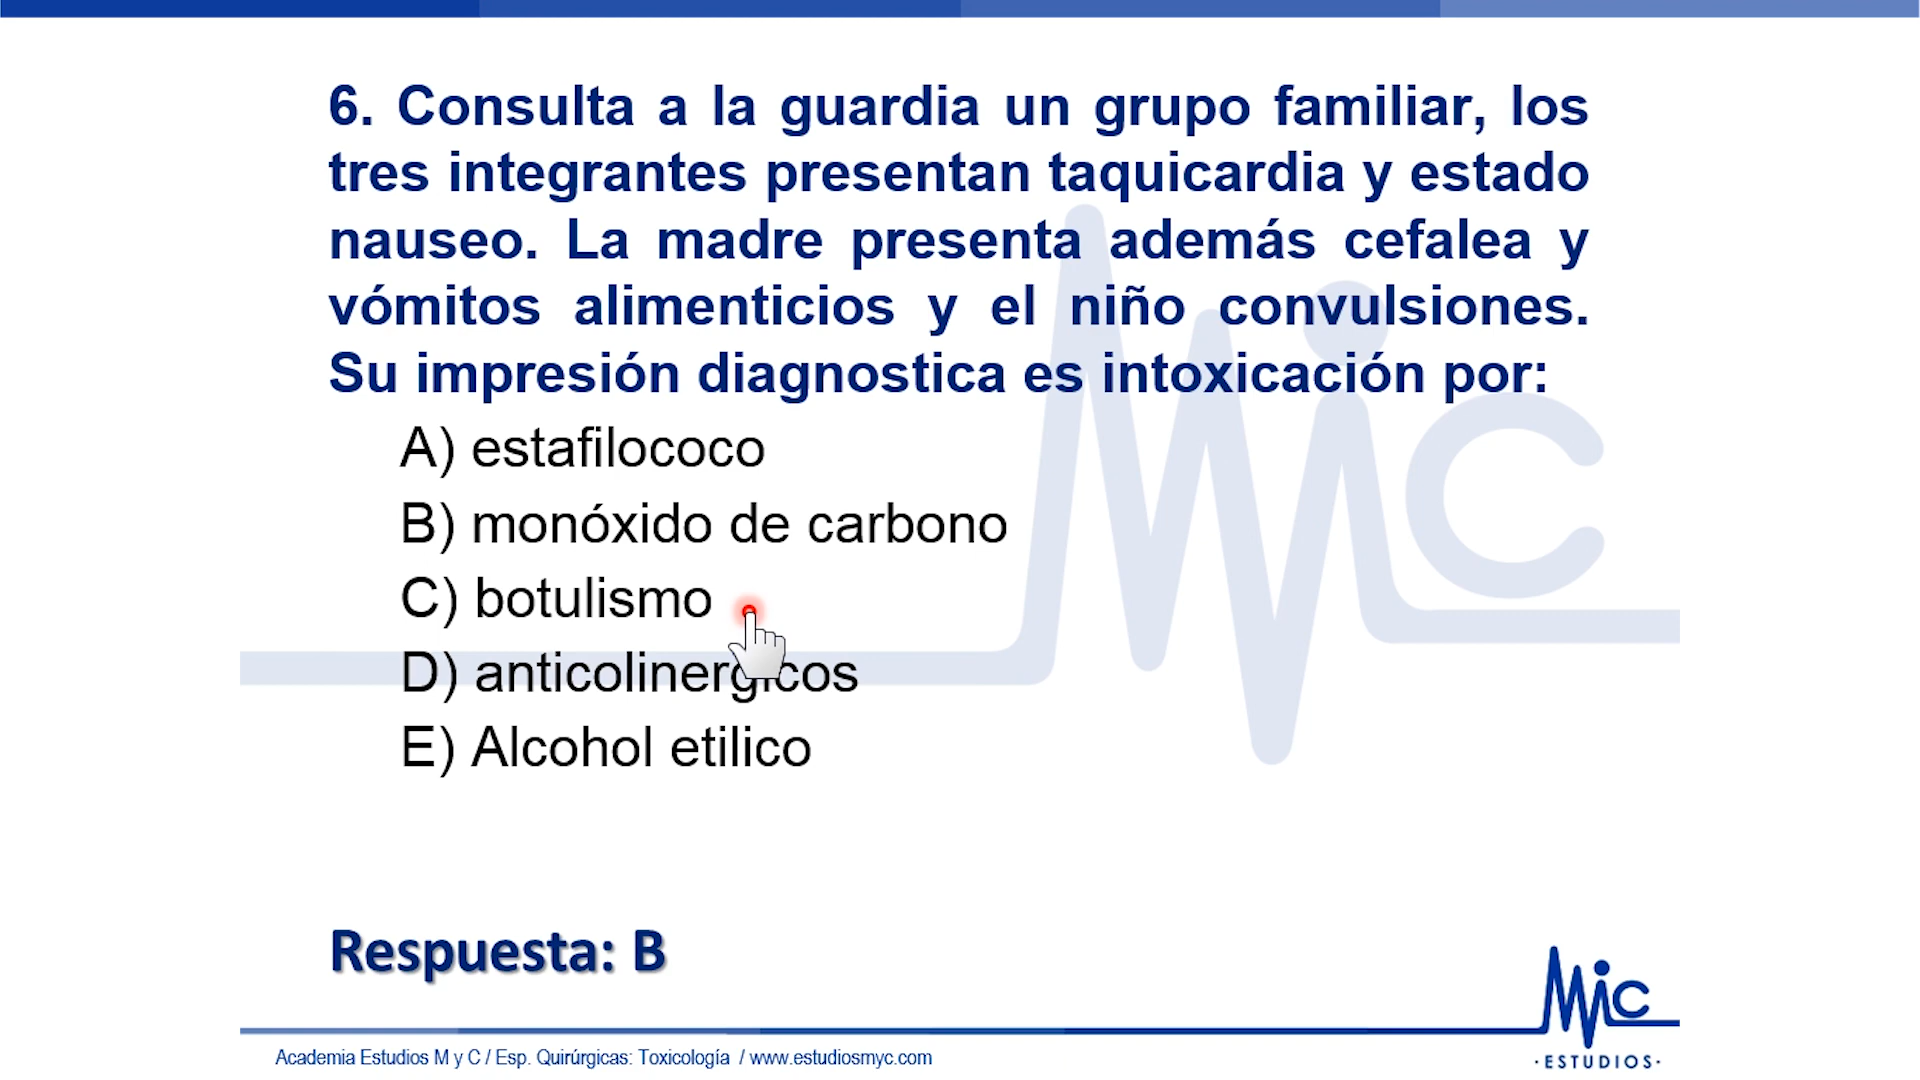 6. Consulta a la guardia un grupo familiar, los
tres integrantes presentan taquicardia y estado
nauseo. La madre presenta además cefalea y
vómitos alimenticios y el niño convulsiones.
Su impresión diagnostica es intoxicación por:
A) estafilococo
B) monóxido de carbono
C) botulismo
D) anticolinergicos
E) Alcohol etilico
Respuesta: B
MiC
MiC
Academia Estudios M y C / Esp. Quirúrgicas: Toxicología / www.estudiosmyc.com
·ESTUDIOS·